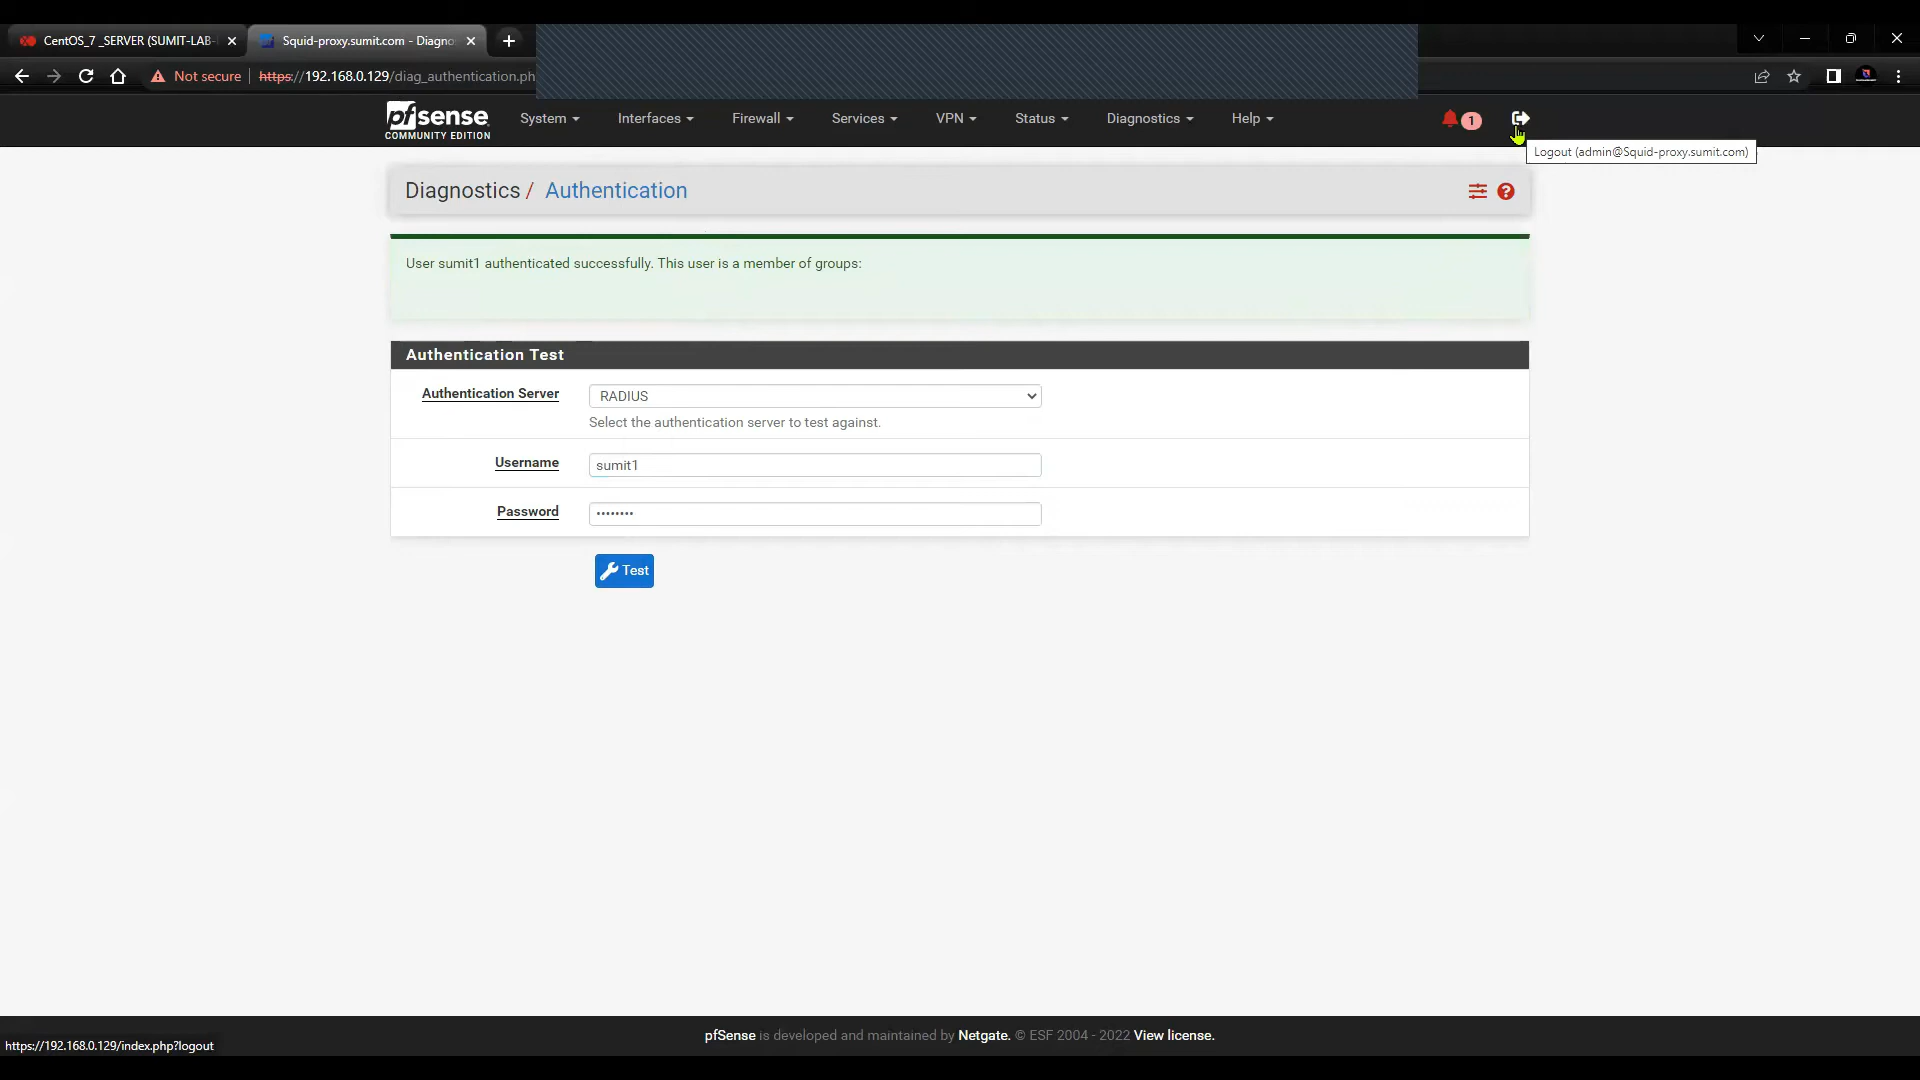 CentOS_7 _SERVER (SUMIT-LAB-
Squid-proxy.sumit.com - Diagno
Not secure
https://192.168.0.129/diag_authentication.ph
pfsense
COMMUNITY EDITION
System
Interfaces
Firewall
Services
VPN
Status
Diagnostics
Help
1
Logout (admin@Squid-proxy.sumit.com)
Diagnostics / Authentication
User sumit1 authenticated successfully. This user is a member of groups:
Authentication Test
Authentication Server
RADIUS
Select the authentication server to test against.
Username
sumit1
Password
••••••••
Test
pfSense is developed and maintained by Netgate. © ESF 2004 - 2022 View license.
https://192.168.0.129/index.php?logout